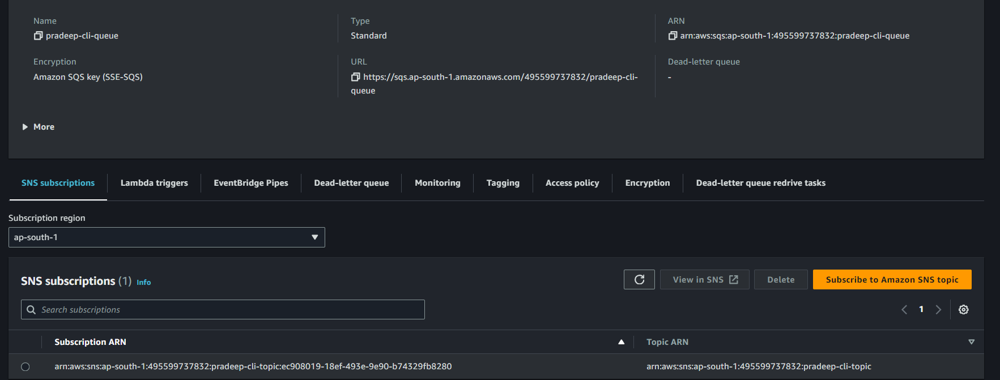 Name
pradeep-cli-queue
Type
Standard
ARN
arn:aws:sqs:ap-south-1:495599737832:pradeep-cli-queue
Encryption
Amazon SQS key (SSE-SQS)
URL
https://sqs.ap-south-1.amazonaws.com/495599737832/pradeep-cli-
queue
Dead-letter queue
-
More
SNS subscriptions
Lambda triggers
EventBridge Pipes
Dead-letter queue
Monitoring
Tagging
Access policy
Encryption
Dead-letter queue redrive tasks
Subscription region
ap-south-1
SNS subscriptions (1) Info
View in SNS
Delete
Subscribe to Amazon SNS topic
Search subscriptions
1
Subscription ARN
Topic ARN
arn:aws:sns:ap-south-1:495599737832:pradeep-cli-topic:ec908019-18ef-493e-9e90-b74329fb8280
arn:aws:sns:ap-south-1:495599737832:pradeep-cli-topic